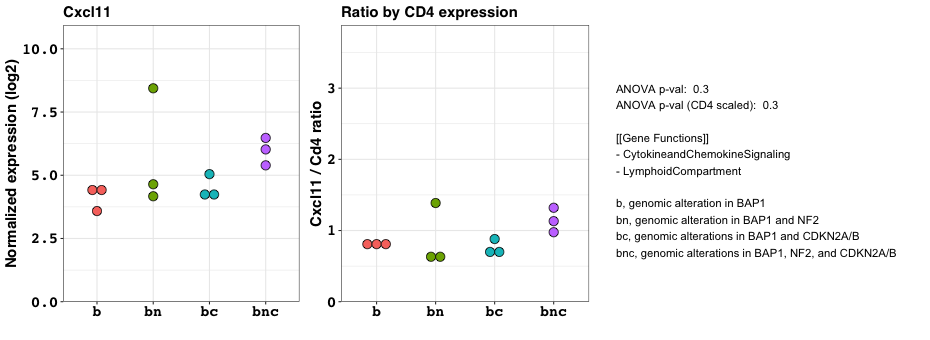 Cxcl11
Normalized expression (log2)
10.0
7.5
5.0
2.5
0.0
b
bn
bc
bnc
Ratio by CD4 expression
Cxcl11 / Cd4 ratio
3
2
1
0
b
bn
bc
bnc
ANOVA p-val:  0.3
ANOVA p-val (CD4 scaled):  0.3
[[Gene Functions]]
- CytokineandChemokineSignaling
- LymphoidCompartment
b, genomic alteration in BAP1
bn, genomic alteration in BAP1 and NF2
bc, genomic alterations in BAP1 and CDKN2A/B
bnc, genomic alterations in BAP1, NF2, and CDKN2A/B